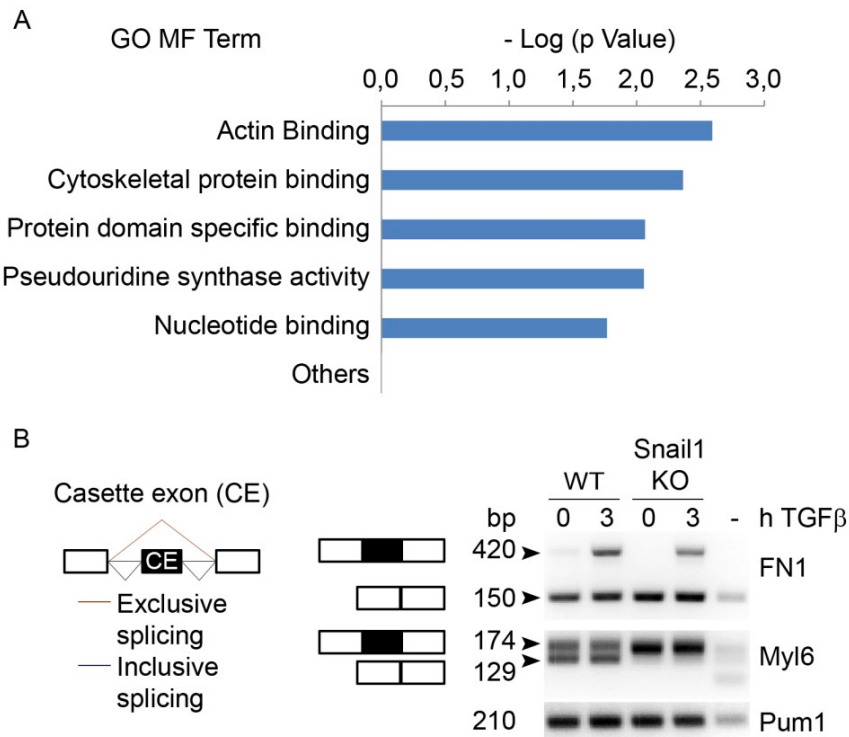 A
GO MF Term
- Log (p Value)
0,0 0,5 1,0 1,5 2,0 2,5 3,0
Actin Binding
Cytoskeletal protein binding
Protein domain specific binding
Pseudouridine synthase activity
Nucleotide binding
Others
B
Casette exon (CE)
CE
Exclusive
splicing
Inclusive
splicing
Snail1
WT KO
bp 0 3 0 3 - h TGFβ
420
FN1
150
174
Myl6
129
210 Pum1